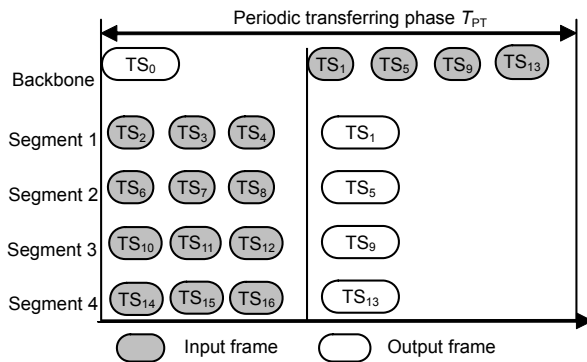 Periodic transferring phase T_PT
Backbone TS₀ TS₁ TS₅ TS₉ TS₁₃
Segment 1 TS₂ TS₃ TS₄ TS₁
Segment 2 TS₆ TS₇ TS₈ TS₅
Segment 3 TS₁₀ TS₁₁ TS₁₂ TS₉
Segment 4 TS₁₄ TS₁₅ TS₁₆ TS₁₃
Input frame Output frame